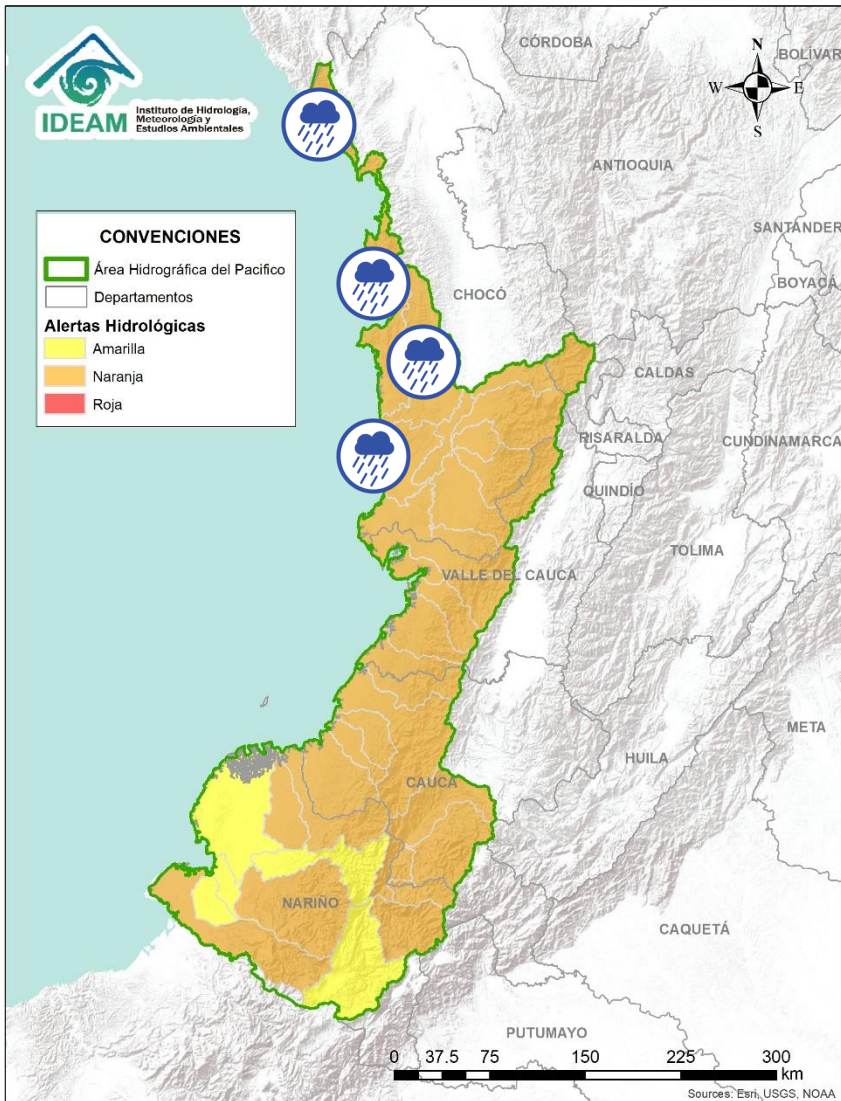 IDEAM
Instituto de Hidrología,
Meteorología y
Estudios Ambientales
N
W
E
S
CÓRDOBA
BOLÍVAR
ANTIOQUIA
SANTANDER
BOYACÁ
CHOCÓ
CALDAS
RISARALDA
CUNDINAMARCA
QUINDÍO
TOLIMA
VALLE DEL CAUCA
META
HUILA
CAUCA
NARIÑO
CAQUETÁ
PUTUMAYO
CONVENCIONES
Área Hidrográfica del Pacifico
Departamentos
Alertas Hidrológicas
Amarilla
Naranja
Roja
0 37.5 75 150 225 300
km
Sources: Esri, USGS, NOAA